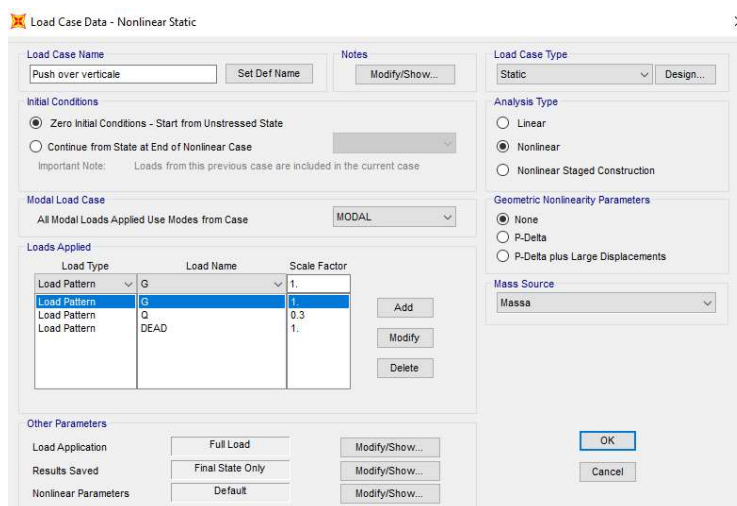 Load Case Data - Nonlinear Static
Load Case Name
Push over verticale
Set Def Name
Notes
Modify/Show...
Load Case Type
Static
Design...
Initial Conditions
Zero Initial Conditions - Start from Unstressed State
Continue from State at End of Nonlinear Case
Important Note: Loads from this previous case are included in the current case
Analysis Type
Linear
Nonlinear
Nonlinear Staged Construction
Modal Load Case
All Modal Loads Applied Use Modes from Case
MODAL
Geometric Nonlinearity Parameters
None
P-Delta
P-Delta plus Large Displacements
Loads Applied
Load Type Load Name Scale Factor
Load Pattern G 1.
Load Pattern G 1.
Load Pattern Q 0.3
Load Pattern DEAD 1.
Add
Modify
Delete
Mass Source
Massa
Other Parameters
Load Application Full Load Modify/Show...
Results Saved Final State Only Modify/Show...
Nonlinear Parameters Default Modify/Show...
OK
Cancel